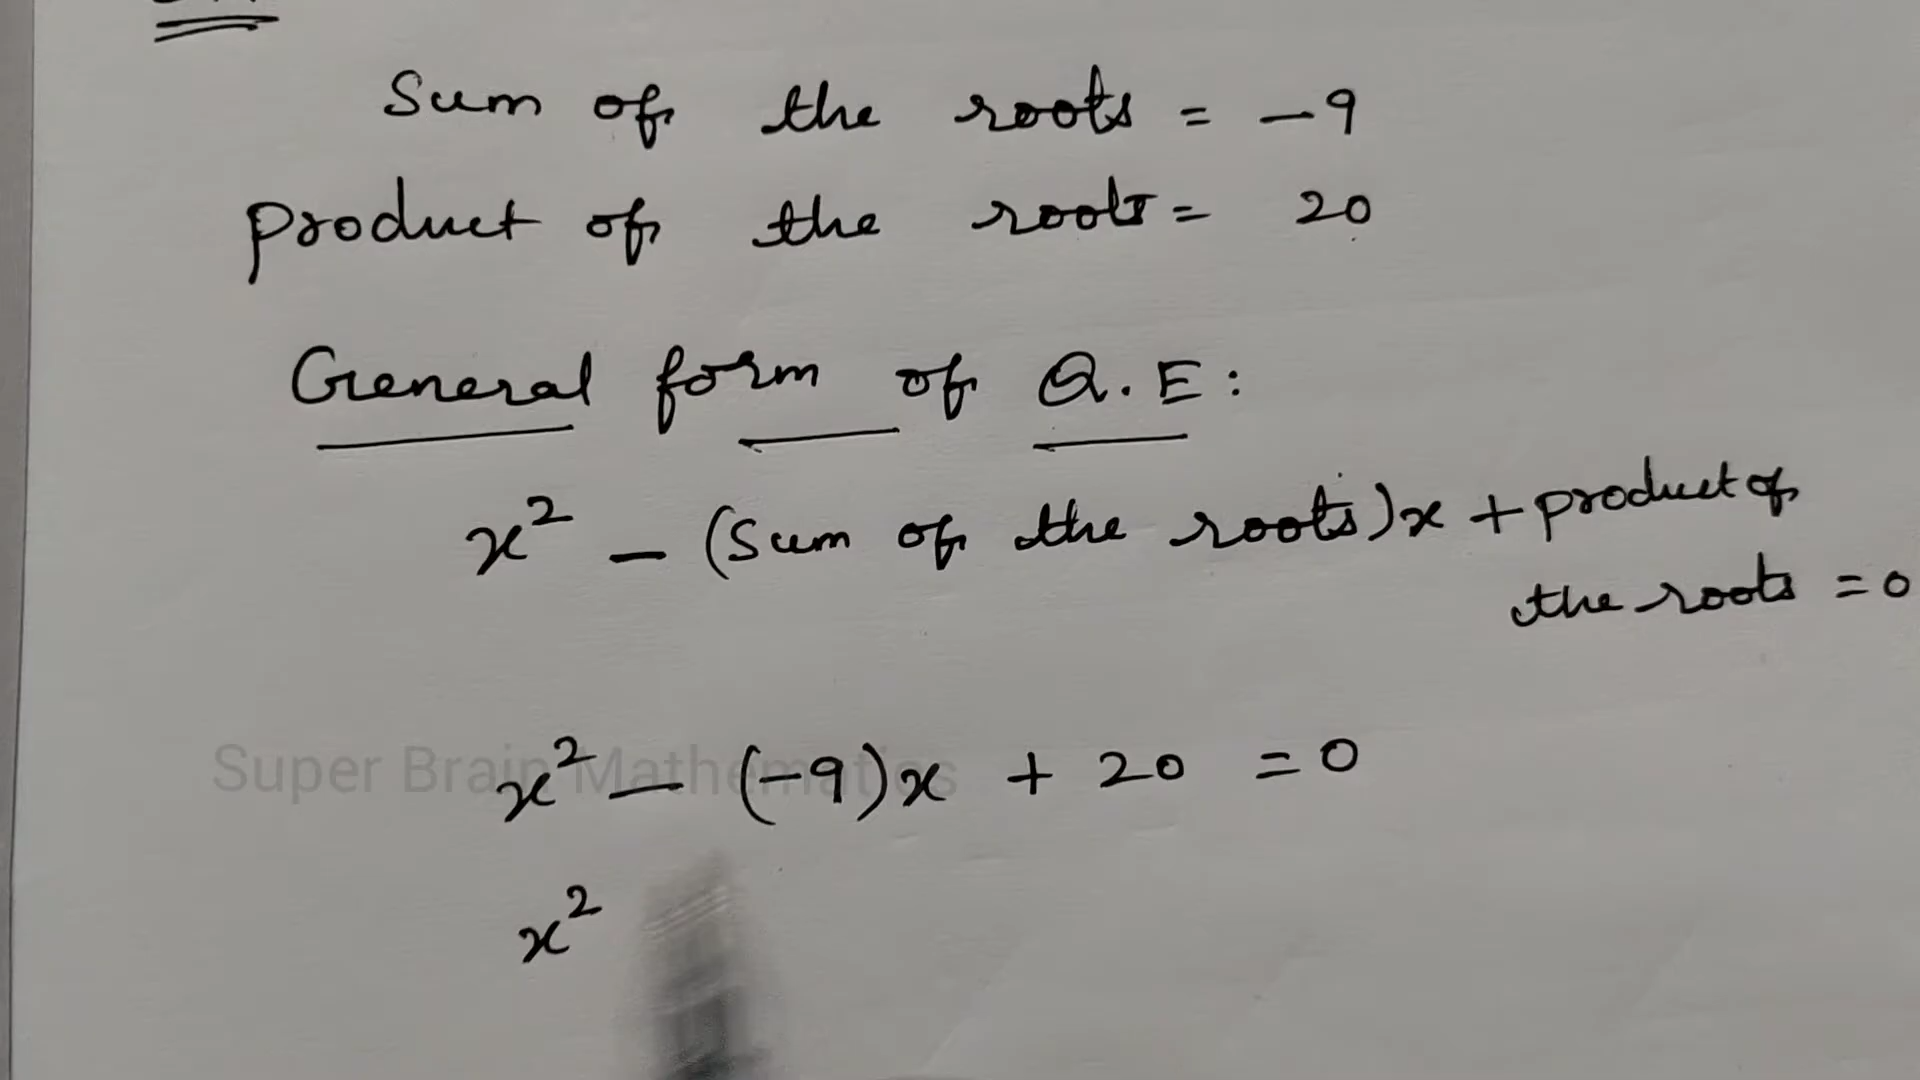 Sum of the roots = -9
product of the roots = 20
General form of Q.E:
x² - (Sum of the roots)x + product of
the roots = 0
Super Brain Mathematics
x² - (-9)x + 20 = 0
x²